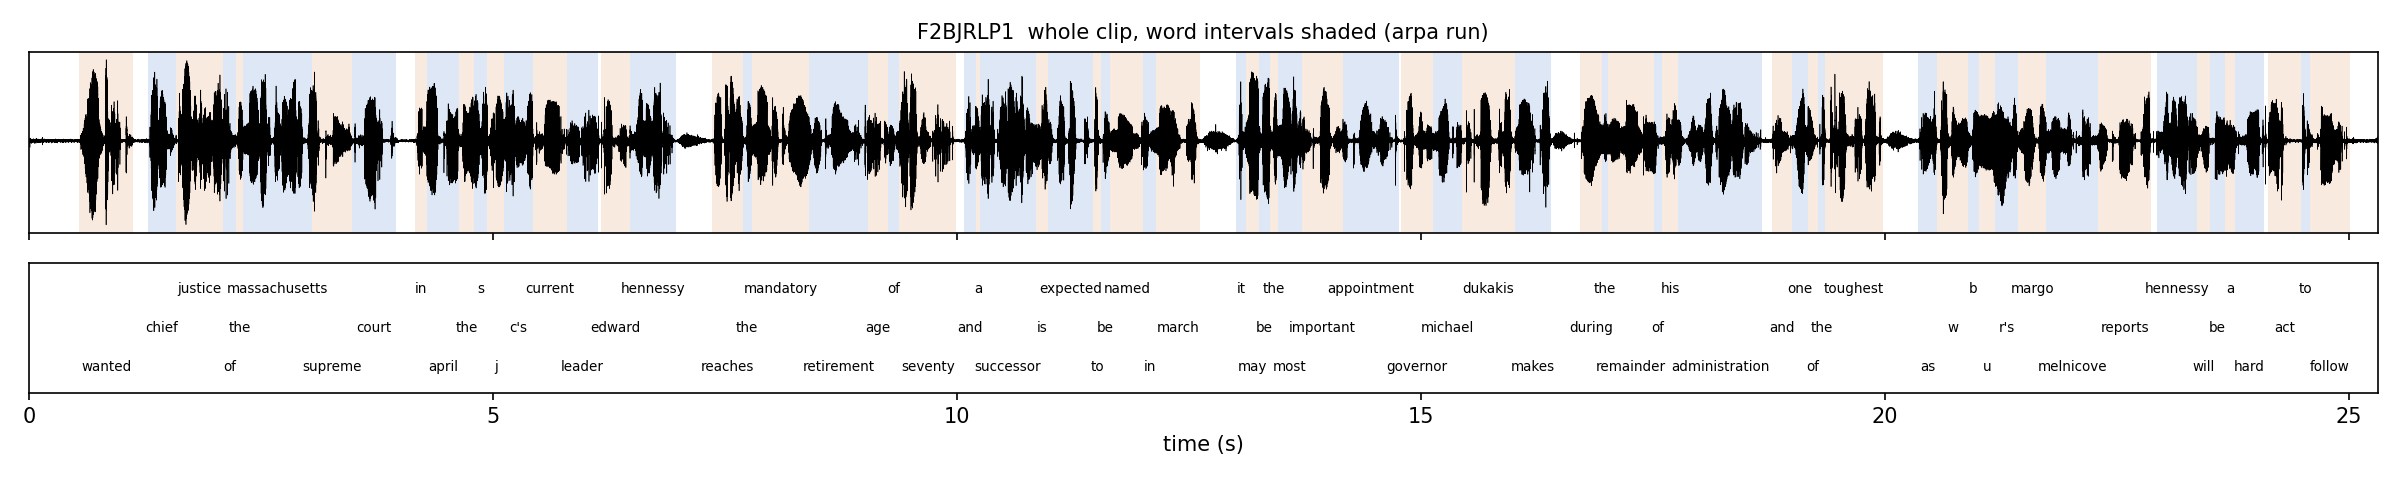 F2BJRLP1 whole clip, word intervals shaded (arpa run)
justice massachusetts in s current hennessy mandatory of a expected named it the appointment dukakis the his one toughest b margo hennessy a to
chief the court the c's edward the age and is be march be important michael during of and the w r's reports be act
wanted of supreme april j leader reaches retirement seventy successor to in may most governor makes remainder administration of as u melnicove will hard follow
0 5 10 15 20 25
time (s)